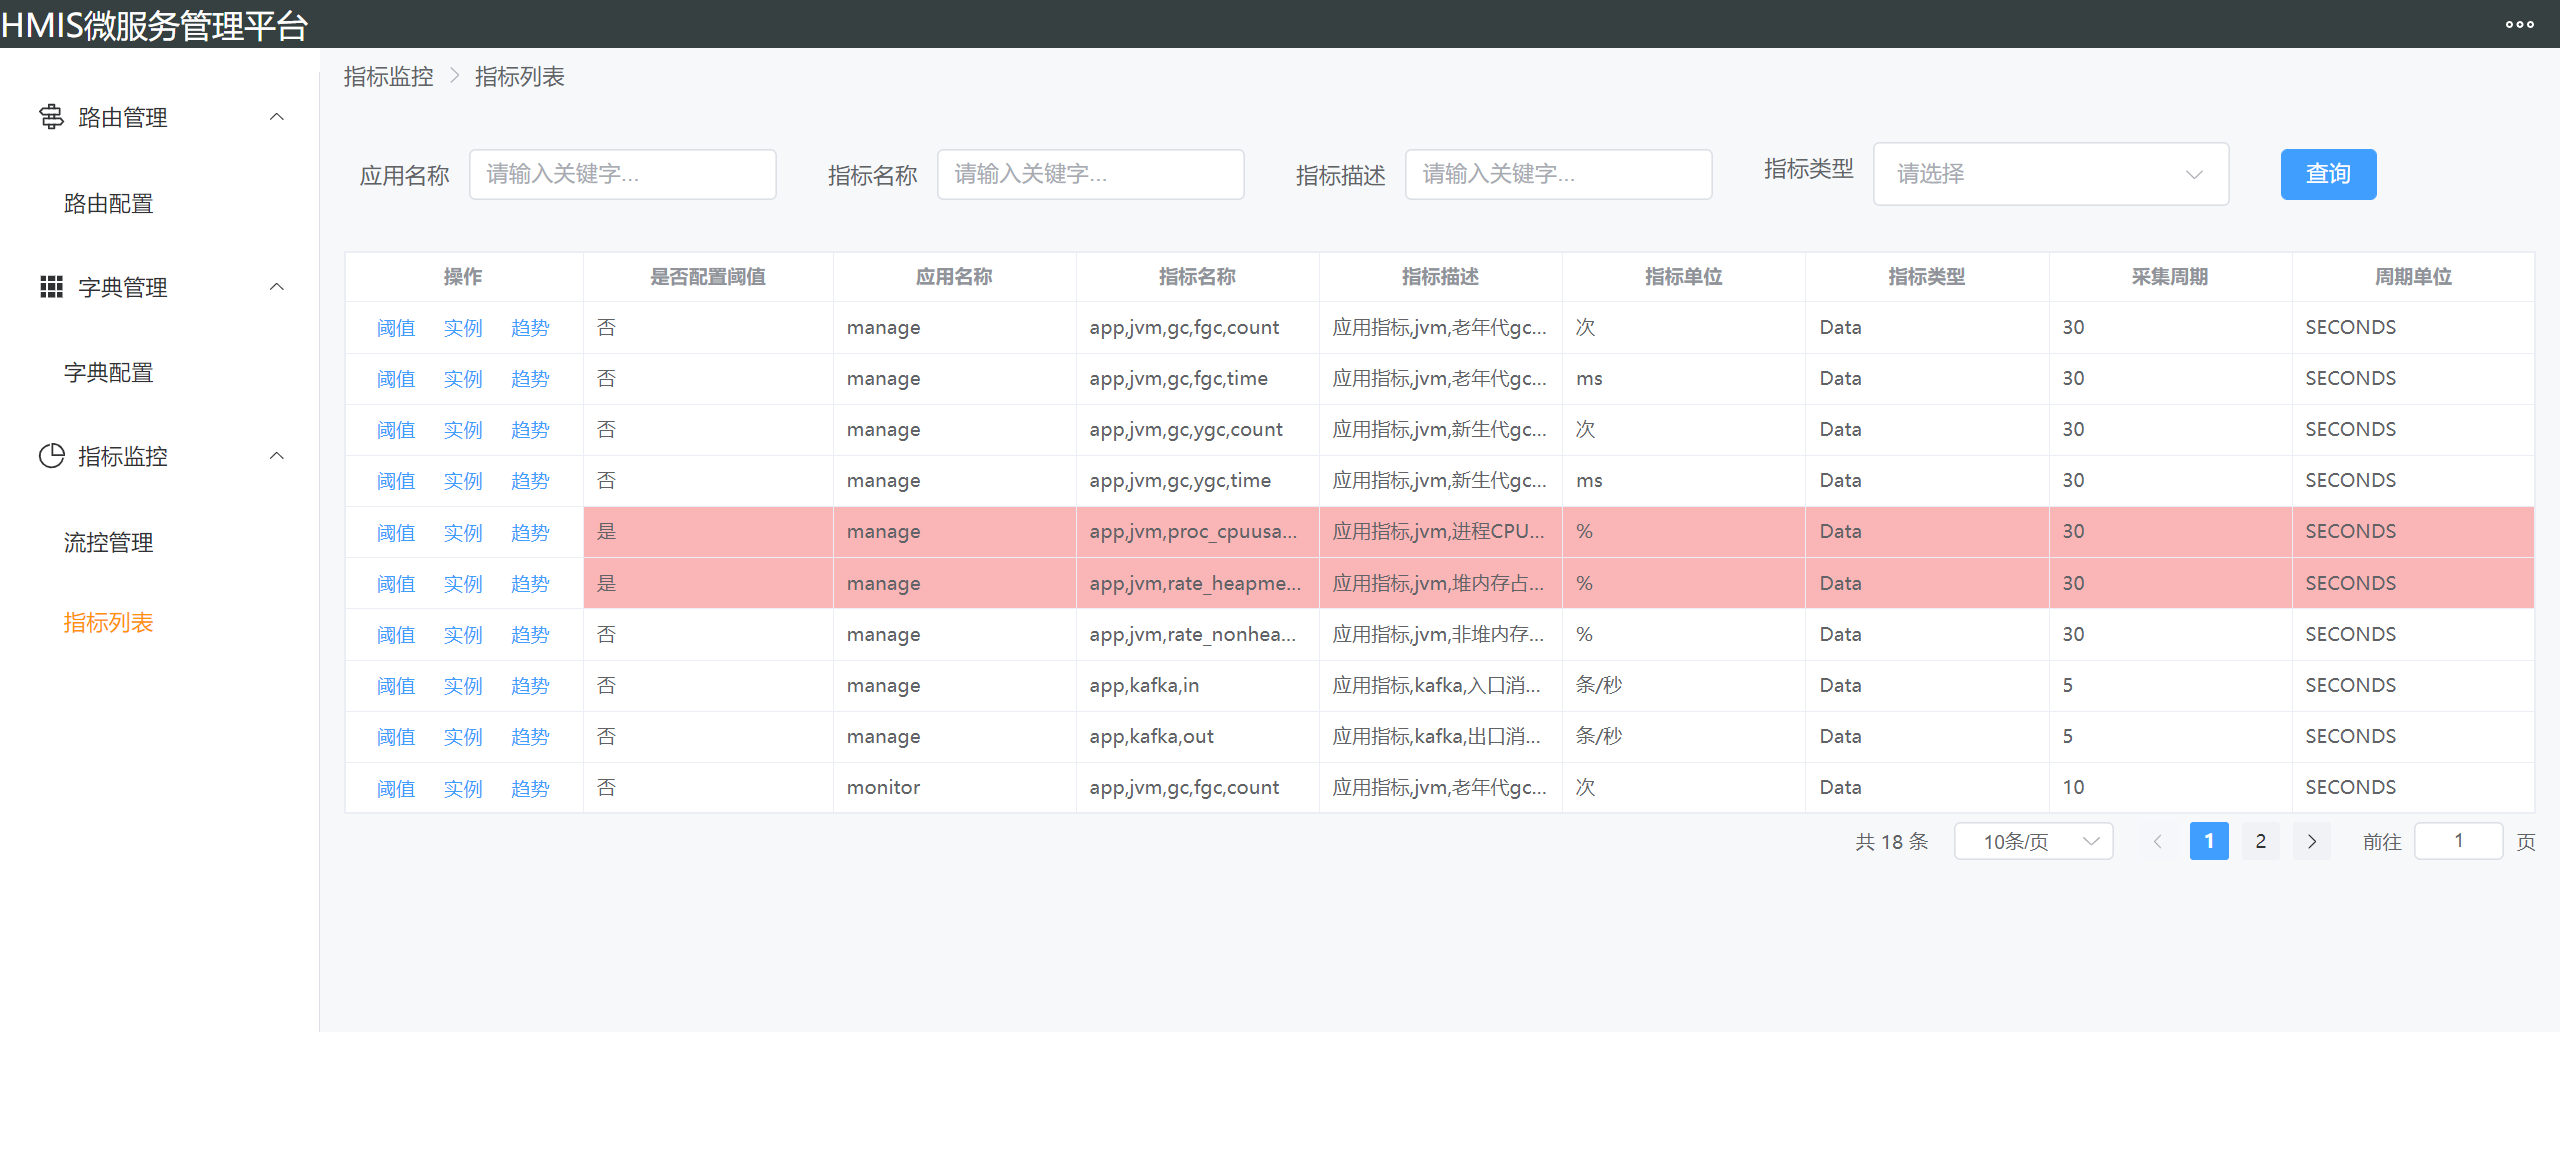 HMIS微服务管理平台
路由管理
路由配置
字典管理
字典配置
指标监控
流控管理
指标列表
指标监控 指标列表
应用名称 请输入关键字... 指标名称 请输入关键字... 指标描述 请输入关键字... 指标类型 请选择 查询
操作 是否配置阈值 应用名称 指标名称 指标描述 指标单位 指标类型 采集周期 周期单位
阈值 实例 趋势 否 manage app,jvm,gc,fgc,count 应用指标,jvm,老年代gc... 次 Data 30 SECONDS
阈值 实例 趋势 否 manage app,jvm,gc,fgc,time 应用指标,jvm,老年代gc... ms Data 30 SECONDS
阈值 实例 趋势 否 manage app,jvm,gc,ygc,count 应用指标,jvm,新生代gc... 次 Data 30 SECONDS
阈值 实例 趋势 否 manage app,jvm,gc,ygc,time 应用指标,jvm,新生代gc... ms Data 30 SECONDS
阈值 实例 趋势 是 manage app,jvm,proc_cpuusa... 应用指标,jvm,进程CPU... % Data 30 SECONDS
阈值 实例 趋势 是 manage app,jvm,rate_heapme... 应用指标,jvm,堆内存占... % Data 30 SECONDS
阈值 实例 趋势 否 manage app,jvm,rate_nonhea... 应用指标,jvm,非堆内存... % Data 30 SECONDS
阈值 实例 趋势 否 manage app,kafka,in 应用指标,kafka,入口消... 条/秒 Data 5 SECONDS
阈值 实例 趋势 否 manage app,kafka,out 应用指标,kafka,出口消... 条/秒 Data 5 SECONDS
阈值 实例 趋势 否 monitor app,jvm,gc,fgc,count 应用指标,jvm,老年代gc... 次 Data 10 SECONDS
共 18 条 10条/页 1 2 前往 1 页